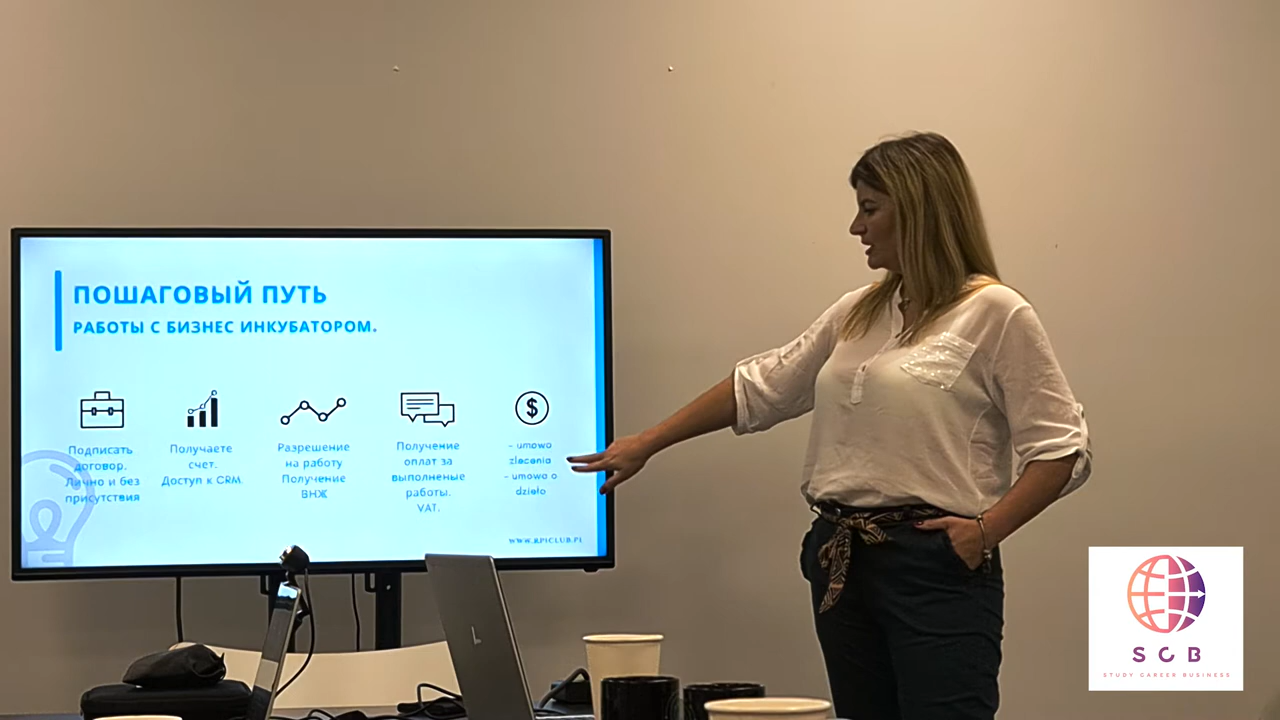 ПОШАГОВЫЙ ПУТЬ
РАБОТЫ С БИЗНЕС ИНКУБАТОРОМ.
Подписать
договор.
Лично и без
присутствия
Получаете
счет.
Доступ к CRM
Разрешение
на работу
Получение
ВНЖ
Получение
оплат за
выполненые
работы.
VAT.
- umowa
zlecenia
- umowa o
dzieło
WWW.RPICLUB.PL
SCB
STUDY CAREER BUSINESS